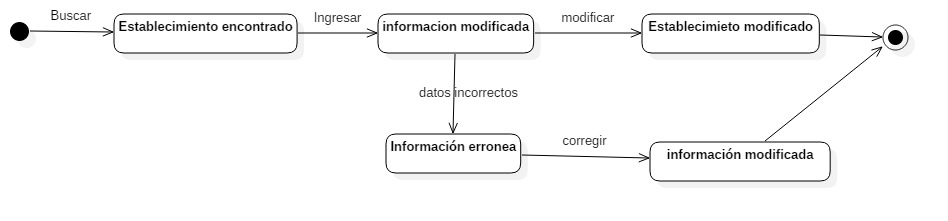 Buscar
Establecimiento encontrado
Ingresar
informacion modificada
modificar
Establecimieto modificado
datos incorrectos
Información erronea
corregir
información modificada